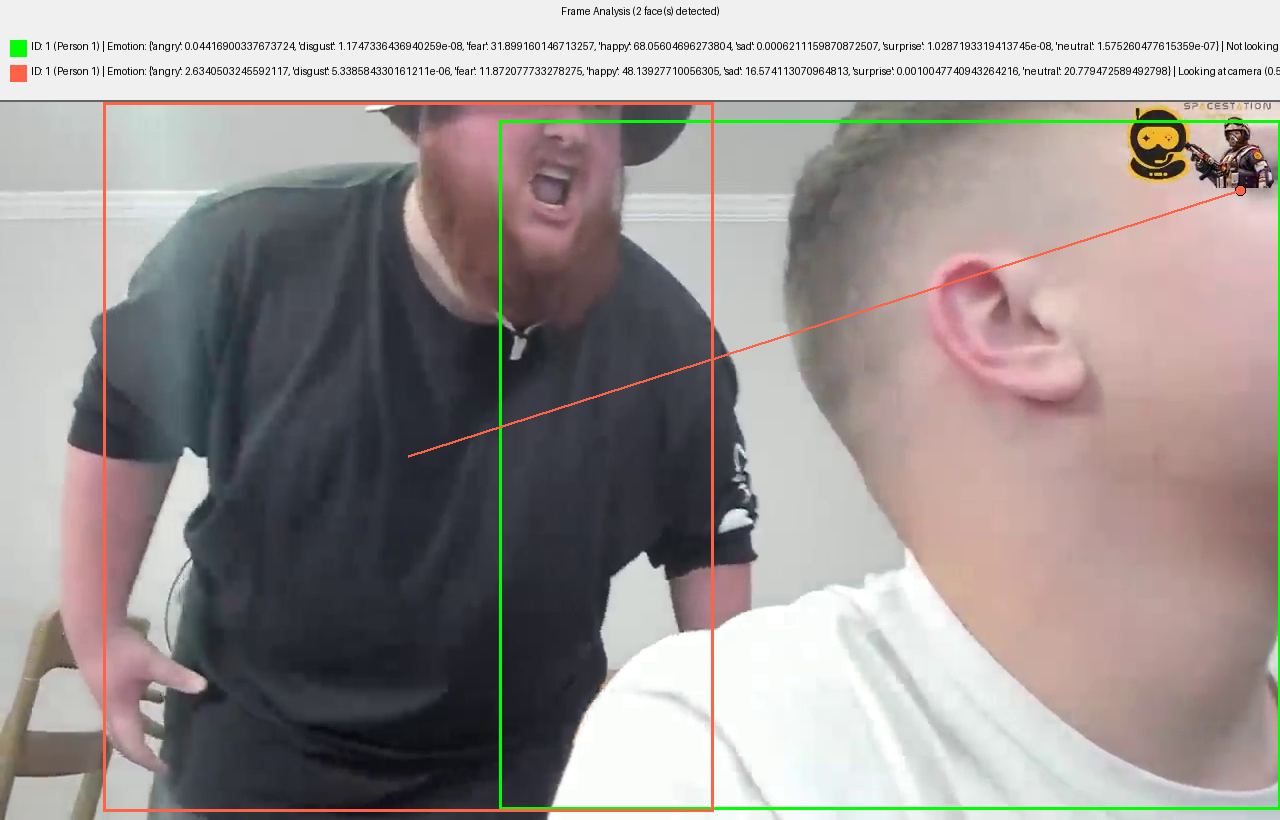 Frame Analysis (2 face(s) detected)
ID: 1 (Person 1) | Emotion: {'angry': 0.04416900337673724, 'disgust': 1.1747336436940259e-08, 'fear': 31.899160146713257, 'happy': 68.05604696273804, 'sad': 0.0006211159870872507, 'surprise': 1.0287193319413745e-08, 'neutral': 1.575260477615359e-07} | Not looking
ID: 1 (Person 1) | Emotion: {'angry': 2.6340503245592117, 'disgust': 5.338584330161211e-06, 'fear': 11.872077733278275, 'happy': 48.13927710056305, 'sad': 16.574113070964813, 'surprise': 0.0010047740943264216, 'neutral': 20.779472589492798} | Looking at camera (0.5
SPACESTATION